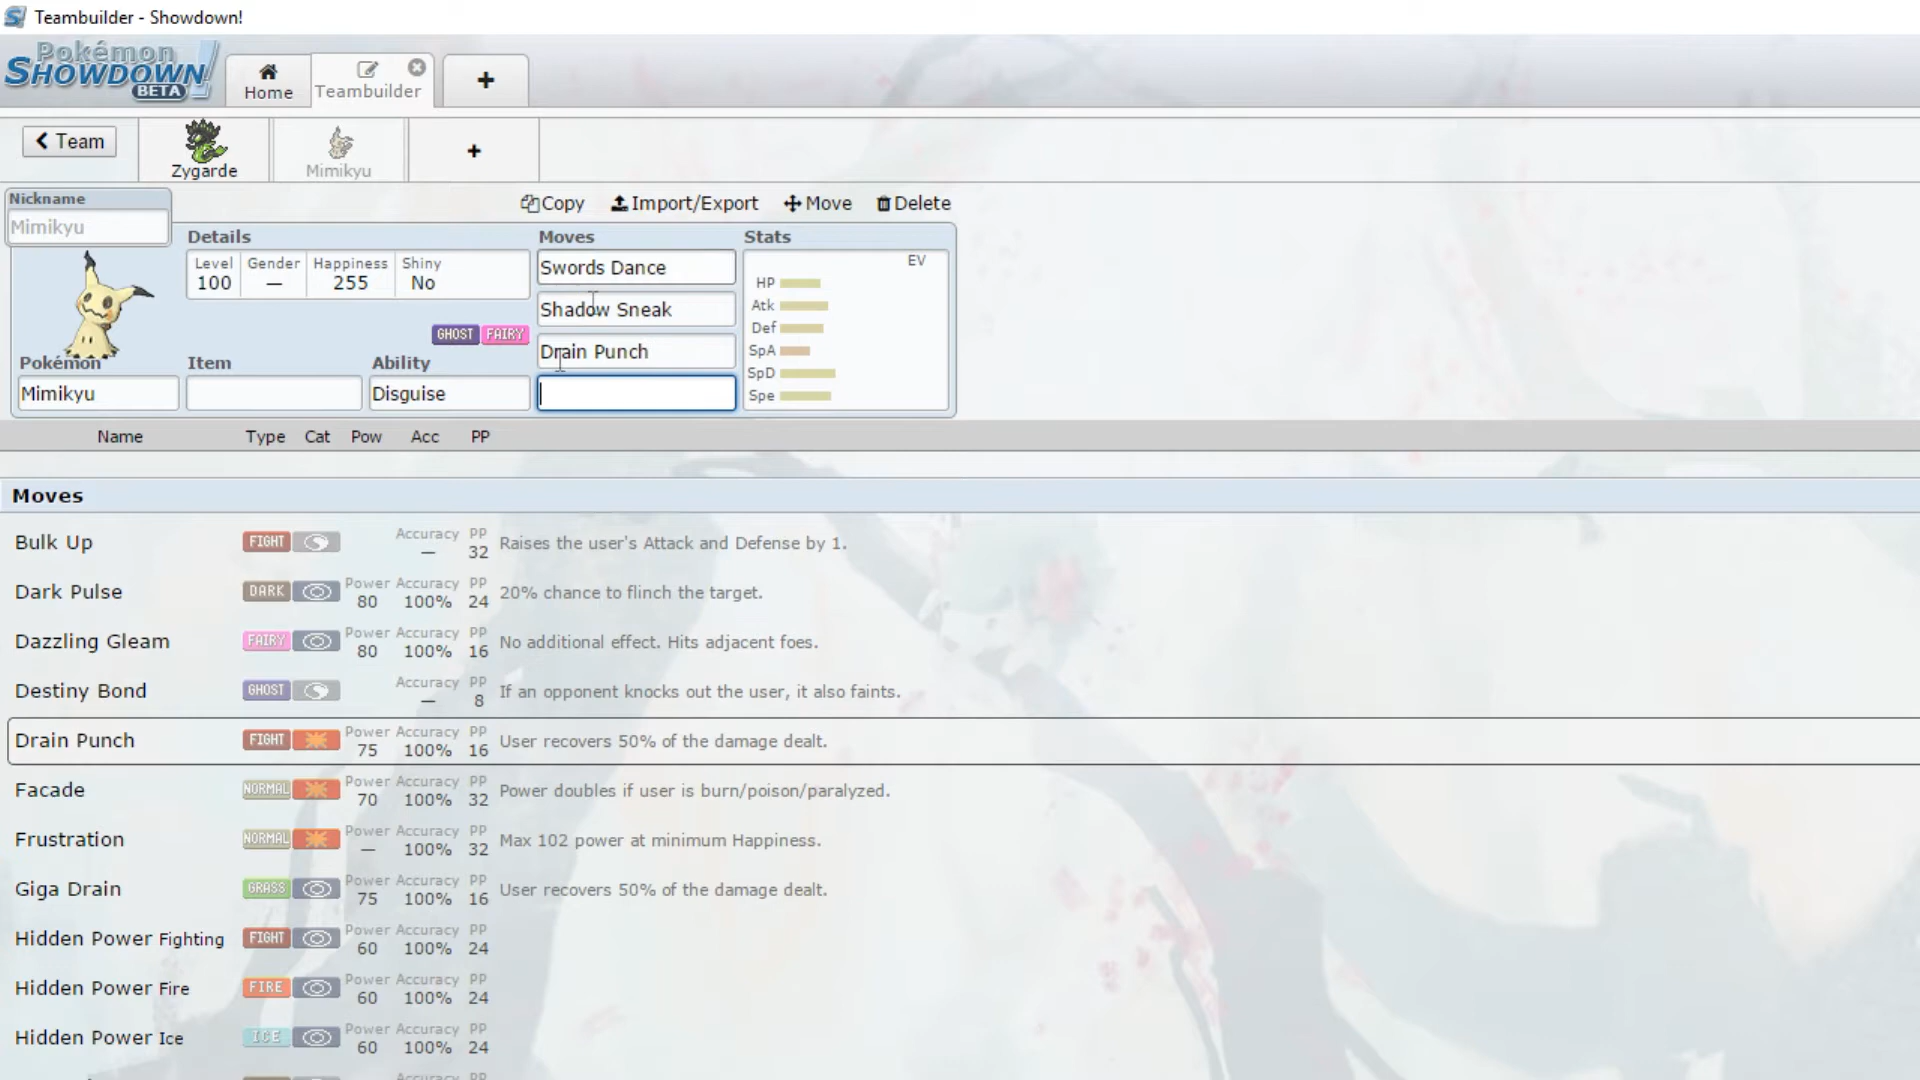 Teambuilder - Showdown!
Pokémon
SHOWDOWN!
BETA
Home
Teambuilder
+
Team
Zygarde
Mimikyu
+
Nickname
Mimikyu
Copy
Import/Export
Move
Delete
Details
Moves
Stats
Level
Gender
Happiness
Shiny
100
—
255
No
Swords Dance
Shadow Sneak
Drain Punch
EV
HP
Atk
Def
SpA
SpD
Spe
GHOST FAIRY
Pokémon
Item
Ability
Mimikyu
Disguise
Name Type Cat Pow Acc PP
Moves
Bulk Up FIGHT Accuracy — PP 32 Raises the user's Attack and Defense by 1.
Dark Pulse DARK Power 80 Accuracy 100% PP 24 20% chance to flinch the target.
Dazzling Gleam FAIRY Power 80 Accuracy 100% PP 16 No additional effect. Hits adjacent foes.
Destiny Bond GHOST Accuracy — PP 8 If an opponent knocks out the user, it also faints.
Drain Punch FIGHT Power 75 Accuracy 100% PP 16 User recovers 50% of the damage dealt.
Facade NORMAL Power 70 Accuracy 100% PP 32 Power doubles if user is burn/poison/paralyzed.
Frustration NORMAL Power — Accuracy 100% PP 32 Max 102 power at minimum Happiness.
Giga Drain GRASS Power 75 Accuracy 100% PP 16 User recovers 50% of the damage dealt.
Hidden Power Fighting FIGHT Power 60 Accuracy 100% PP 24
Hidden Power Fire FIRE Power 60 Accuracy 100% PP 24
Hidden Power Ice ICE Power 60 Accuracy 100% PP 24